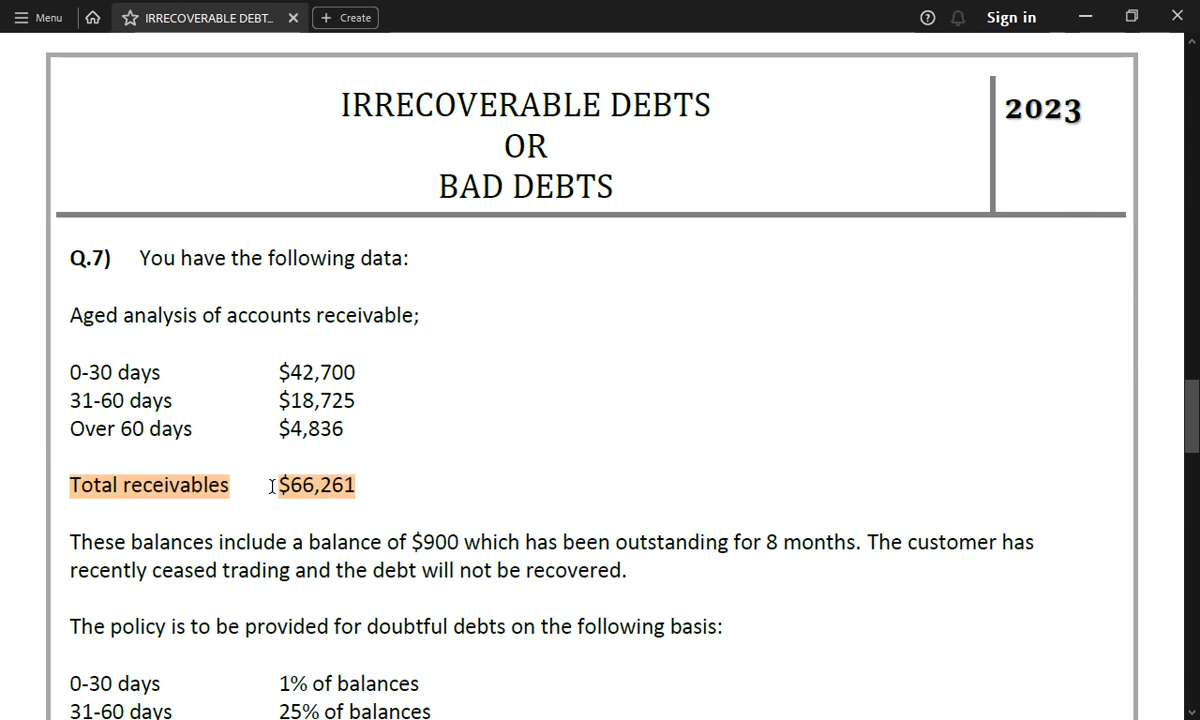 Menu
IRRECOVERABLE DEBT...
Create
Sign in
IRRECOVERABLE DEBTS
OR
BAD DEBTS
2023
Q.7) You have the following data:
Aged analysis of accounts receivable;
0-30 days $42,700
31-60 days $18,725
Over 60 days $4,836
Total receivables $66,261
These balances include a balance of $900 which has been outstanding for 8 months. The customer has
recently ceased trading and the debt will not be recovered.
The policy is to be provided for doubtful debts on the following basis:
0-30 days 1% of balances
31-60 days 25% of balances